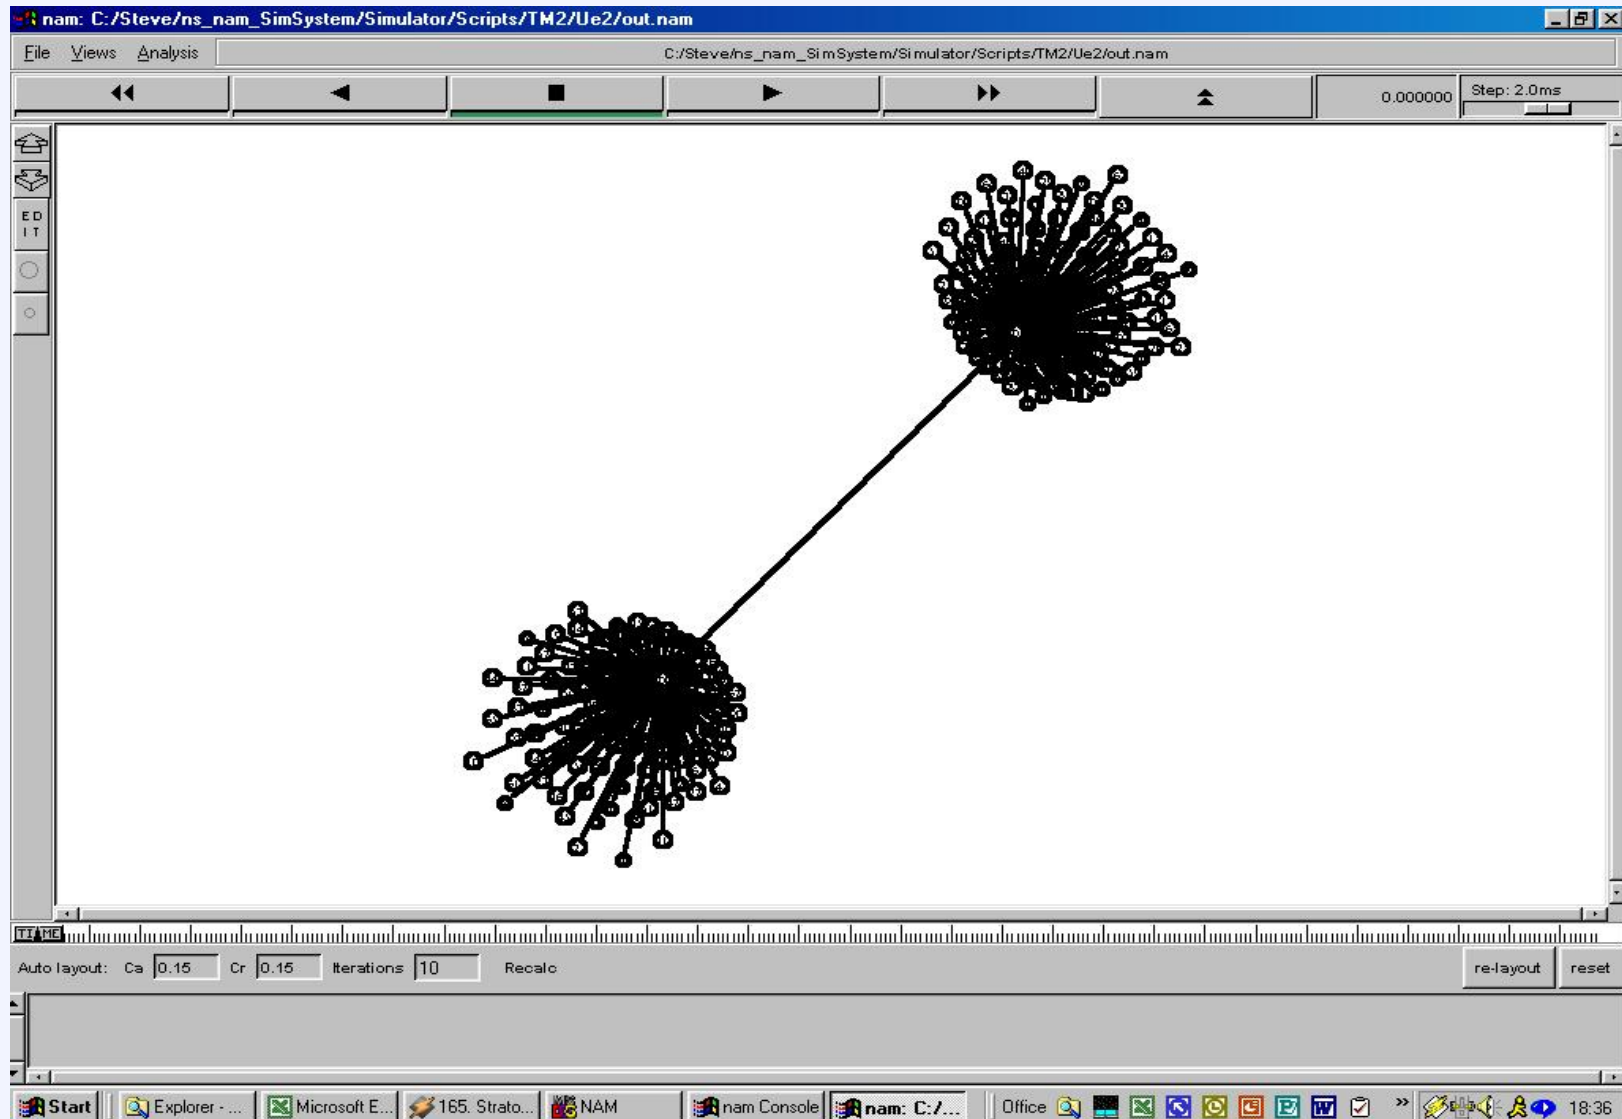 nam: C:/Steve/ns_nam_SimSystem/Simulator/Scripts/TM2/Ue2/out.nam
File Views Analysis C:/Steve/ns_nam_SimSystem/Simulator/Scripts/TM2/Ue2/out.nam
0.000000 Step: 2.0ms
ED
IT
TIME
Auto layout: Ca 0.15 Cr 0.15 Iterations 10 Recalc re-layout reset
Start Explorer - ... Microsoft E... 165. Strato... NAM nam Console nam: C:/... Office » 18:36